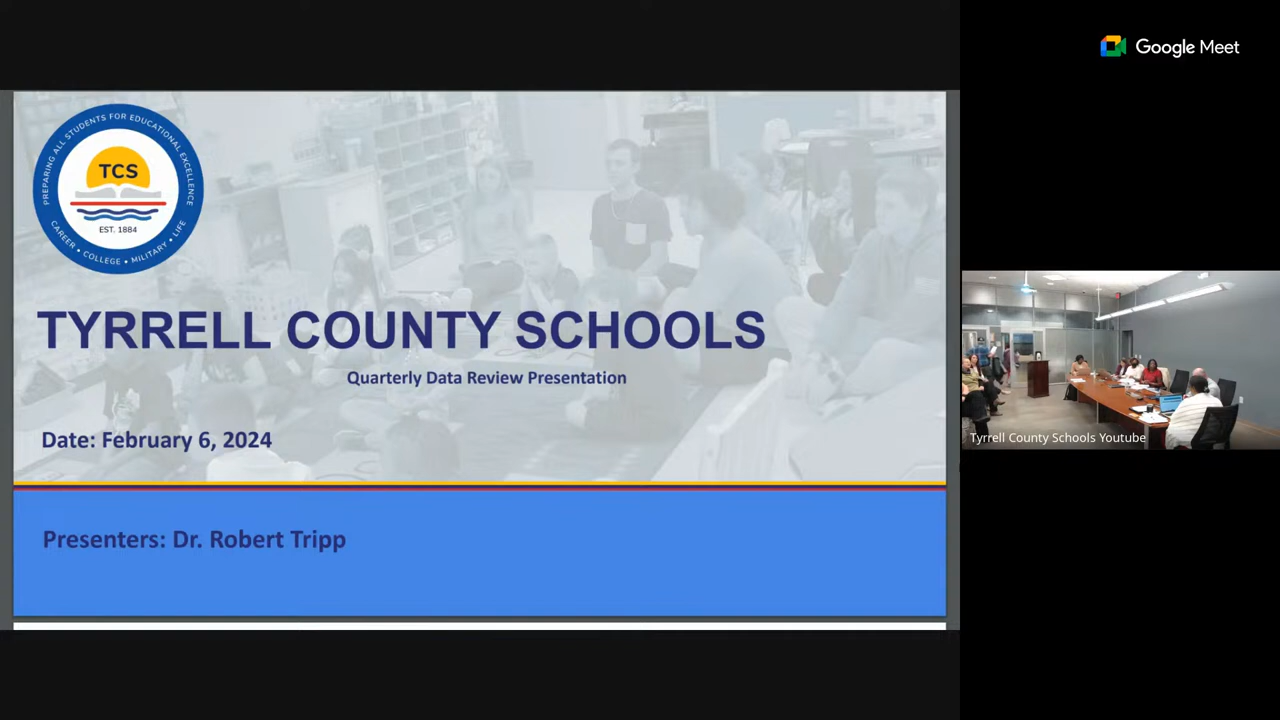 Google Meet
PREPARING ALL STUDENTS FOR EDUCATIONAL EXCELLENCE
TCS
EST. 1884
CAREER • COLLEGE • MILITARY • LIFE
TYRRELL COUNTY SCHOOLS
Quarterly Data Review Presentation
Date: February 6, 2024
Tyrrell County Schools Youtube
Presenters: Dr. Robert Tripp